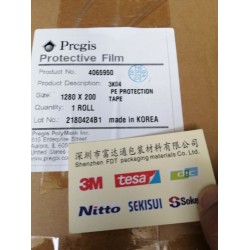 Pregis
Protective Film
Product No: 4065950
Product Description: 3K04
PE PROTECTION
TAPE
Size: 1280 X 200
Quantity: 1 ROLL
Lot No: 2180424B1 made in KOREA
Pregis PolyMask Inc.
深圳市富达通包装材料有限公司
Shenzhen FDT packaging materials Co. Ltd.
3M tesa
Nitto SEKISUI Soke